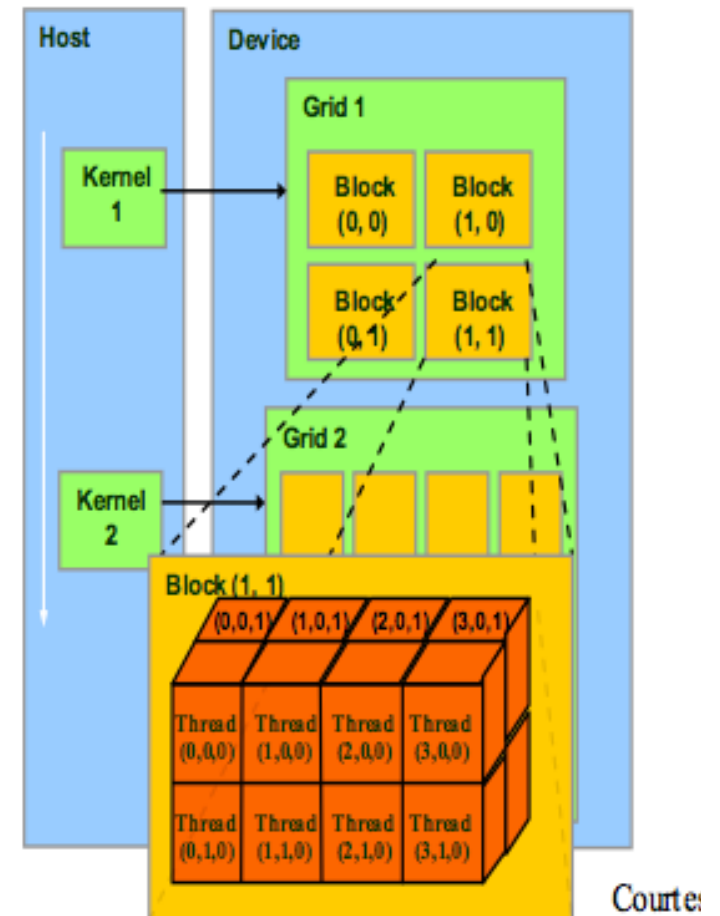 Host
Device
Grid 1
Kernel
1
Block
(0, 0)
Block
(1, 0)
Block
(0, 1)
Block
(1, 1)
Grid 2
Kernel
2
Block (1, 1)
(0,0,1) (1,0,1) (2,0,1) (3,0,1)
Thread
(0,0,0)
Thread
(1,0,0)
Thread
(2,0,0)
Thread
(3,0,0)
Thread
(0,1,0)
Thread
(1,1,0)
Thread
(2,1,0)
Thread
(3,1,0)
Courtes